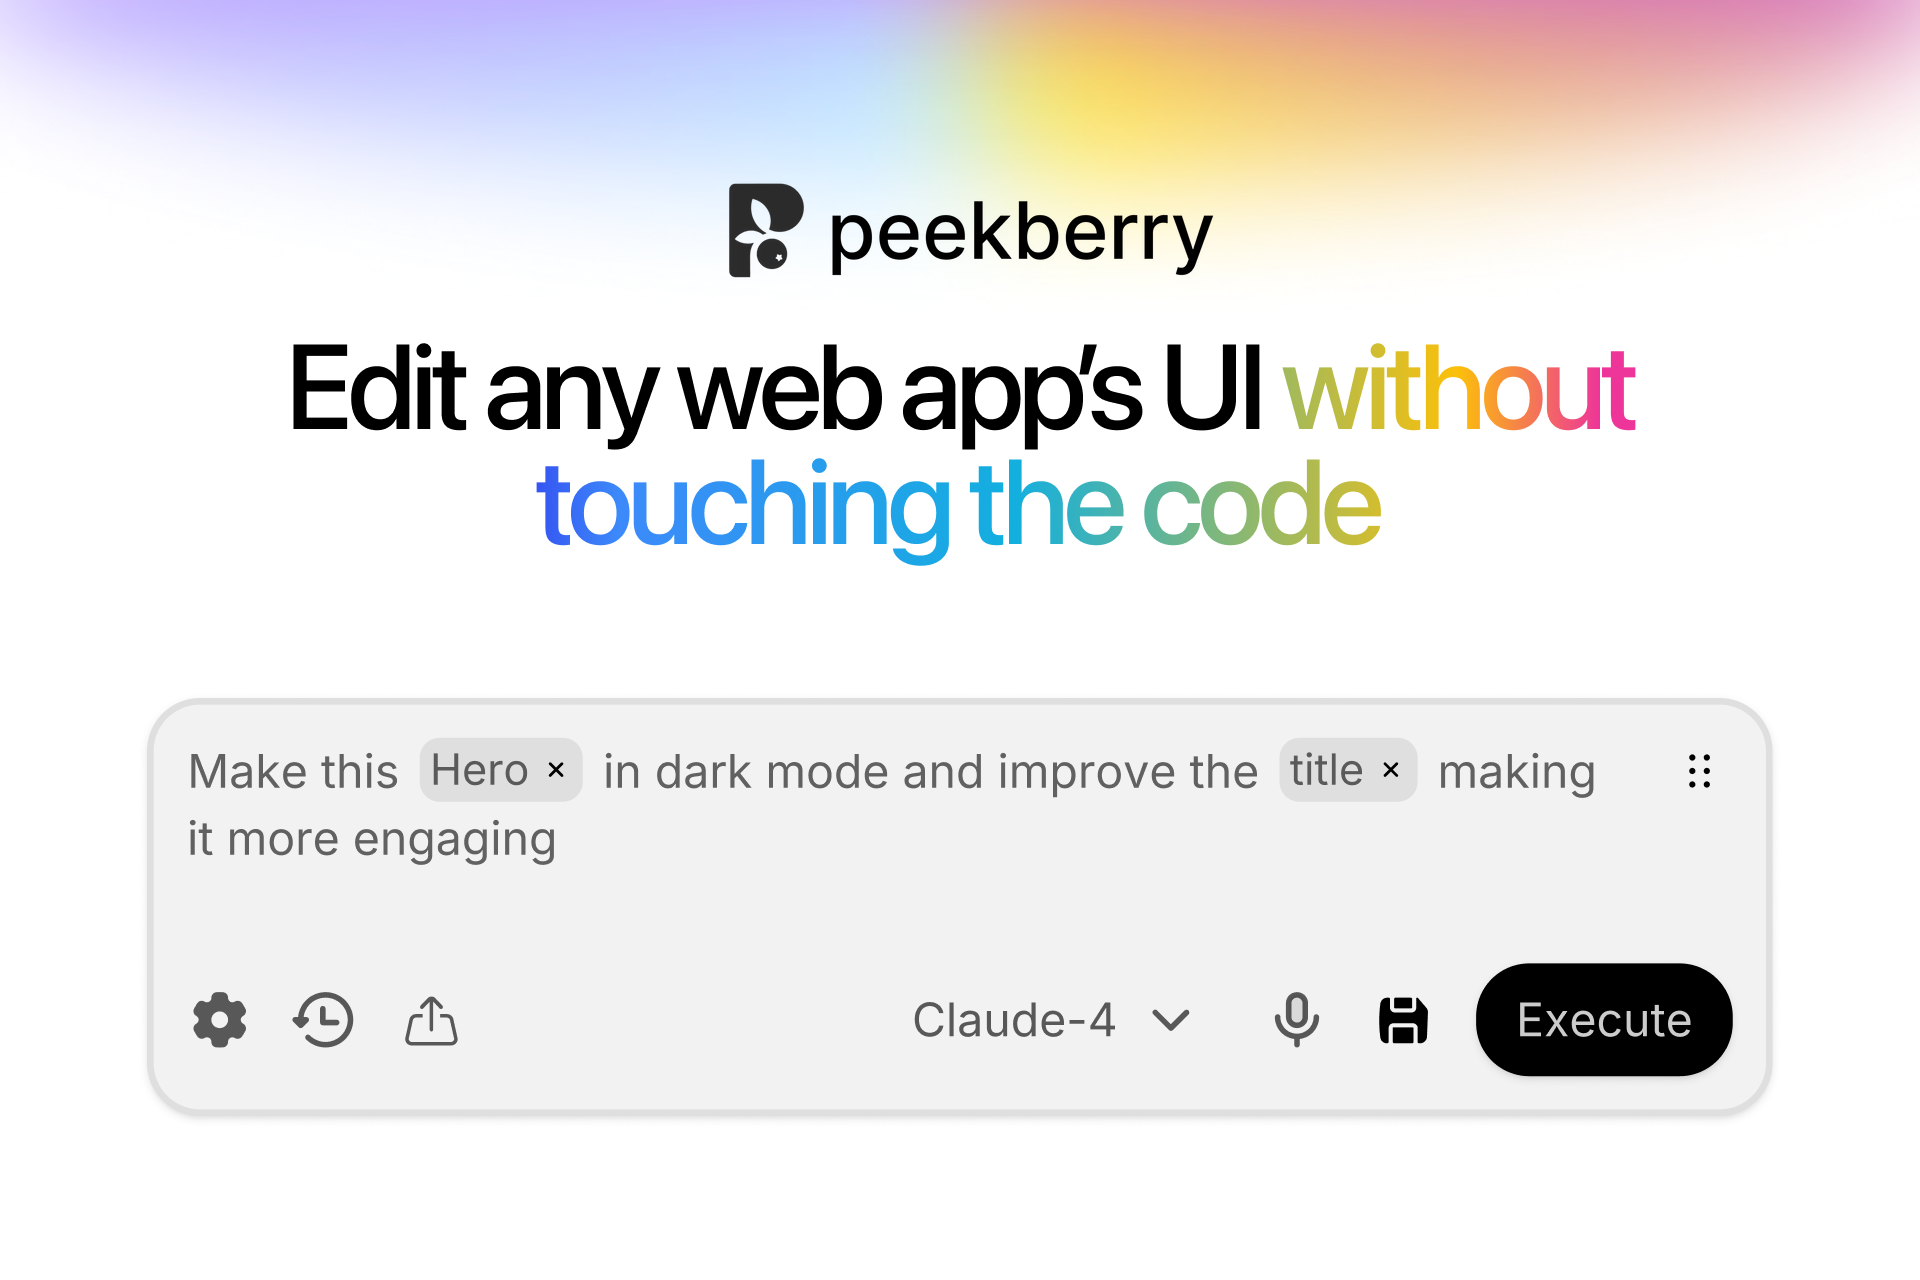 peekberry
Edit any web app’s UI without
touching the code
Make this Hero × in dark mode and improve the title × making
it more engaging
Claude-4
Execute